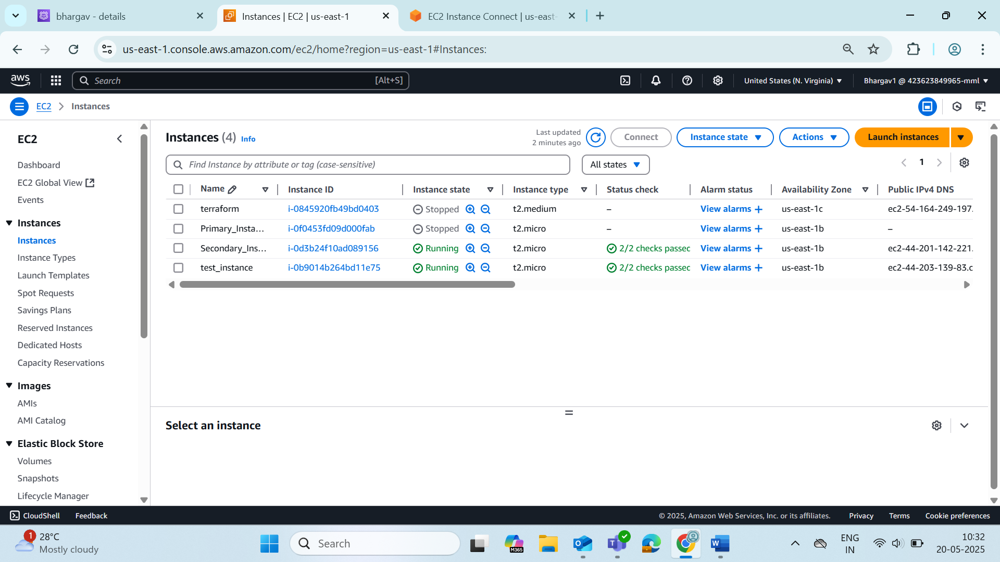 bhargav - details
Instances | EC2 | us-east-1
EC2 Instance Connect | us-east-
us-east-1.console.aws.amazon.com/ec2/home?region=us-east-1#Instances:
aws
Search
[Alt+S]
United States (N. Virginia)
Bhargav1 @ 423623849965-mml
EC2
Instances
EC2
Dashboard
EC2 Global View
Events
Instances
Instances
Instance Types
Launch Templates
Spot Requests
Savings Plans
Reserved Instances
Dedicated Hosts
Capacity Reservations
Images
AMIs
AMI Catalog
Elastic Block Store
Volumes
Snapshots
Lifecycle Manager
Instances (4) Info
Last updated
2 minutes ago
Connect
Instance state
Actions
Launch instances
Find Instance by attribute or tag (case-sensitive)
All states
1
Name Instance ID Instance state Instance type Status check Alarm status Availability Zone Public IPv4 DNS
terraform i-0845920fb49bd0403 Stopped t2.medium – View alarms + us-east-1c ec2-54-164-249-197.
Primary_Insta... i-0f0453fd09d000fab Stopped t2.micro – View alarms + us-east-1b –
Secondary_Ins... i-0d3b24f10ad089156 Running t2.micro 2/2 checks passec View alarms + us-east-1b ec2-44-201-142-221.
test_instance i-0b9014b264bd11e75 Running t2.micro 2/2 checks passec View alarms + us-east-1b ec2-44-203-139-83.c
Select an instance
CloudShell
Feedback
© 2025, Amazon Web Services, Inc. or its affiliates.
Privacy
Terms
Cookie preferences
1
28°C
Mostly cloudy
Search
M365
ENG
IN
10:32
20-05-2025